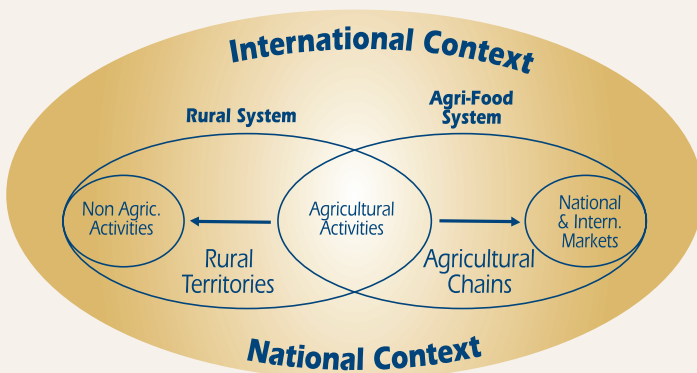 International Context
Rural System
Agri-Food
System
Non Agric.
Activities
Agricultural
Activities
National
& Intern.
Markets
Rural
Territories
Agricultural
Chains
National Context